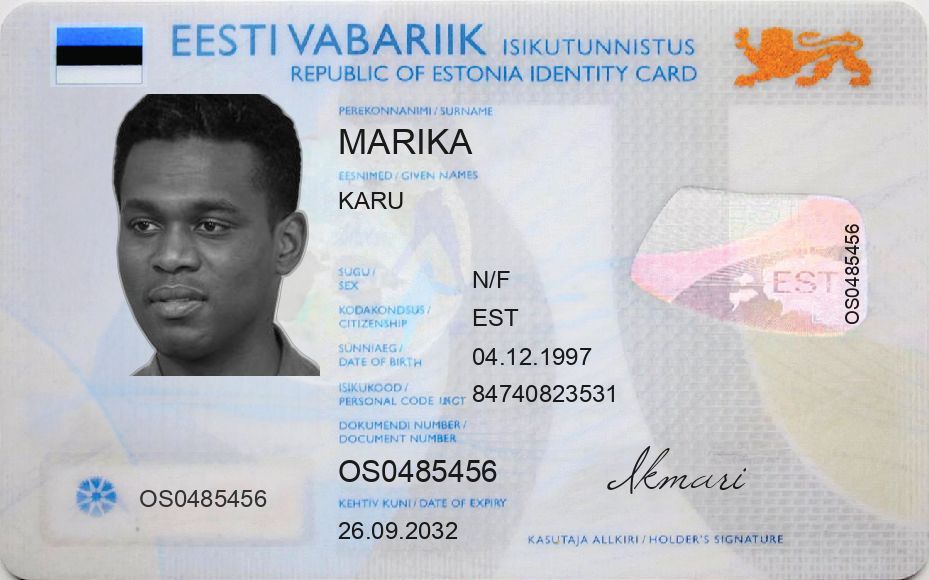 EESTI VABARIIK ISIKUTUNNISTUS
REPUBLIC OF ESTONIA IDENTITY CARD
PEREKONNANIMI / SURNAME
MARIKA
EESNIMED / GIVEN NAMES
KARU
SUGU /
SEX
N/F
KODAKONDSUS /
CITIZENSHIP
EST
SÜNNIAEG /
DATE OF BIRTH
04.12.1997
ISIKUKOOD /
PERSONAL CODE
84740823531
DOKUMENDI NUMBER /
DOCUMENT NUMBER
OS0485456
KEHTIV KUNI / DATE OF EXPIRY
26.09.2032
OS0485456
EST
OS0485456
Nkmari
KASUTAJA ALLKIRI / HOLDER'S SIGNATURE